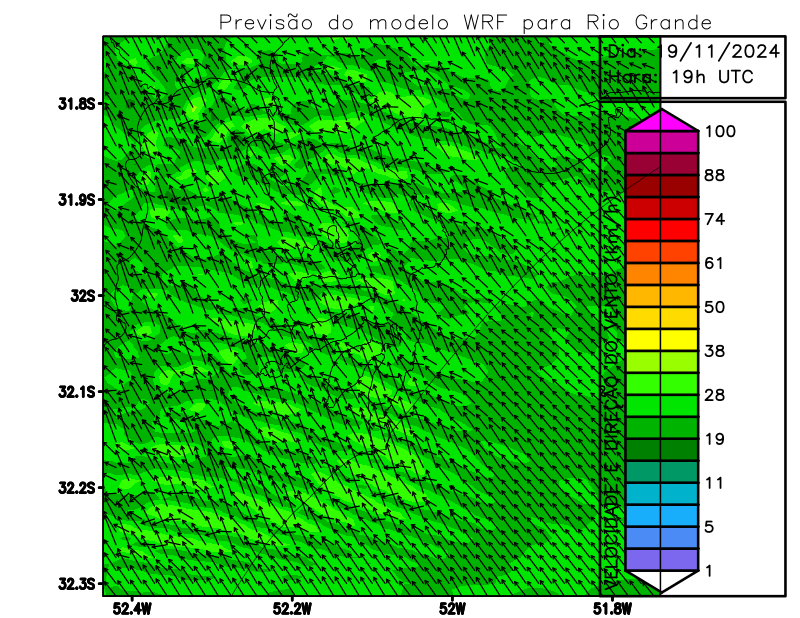 Previsão do modelo WRF para Rio Grande
Dia: 19/11/2024
Hora: 19h UTC
31.8S
31.9S
32S
32.1S
32.2S
32.3S
52.4W
52.2W
52W
51.8W
VELOCIDADE E DIREÇÃO DO VENTO (km/h)
100
88
74
61
50
38
28
19
11
5
1